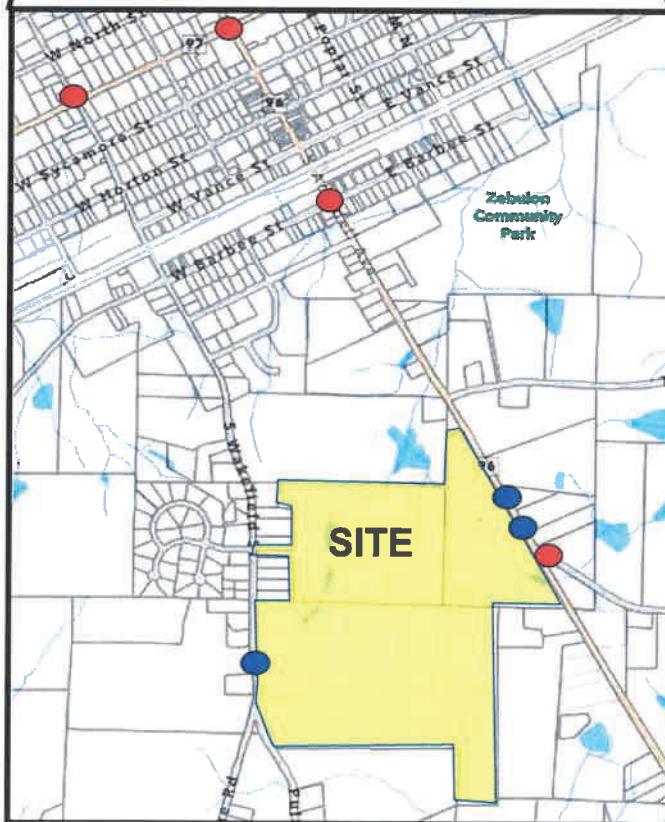 W North St
97
M N
Poplar St
96
E Vance St
W Sycamore St
W Horton St
W Vance St
E Barbee St
W Barbee St
Zebulon
Community
Park
S Wakefield
96
SITE